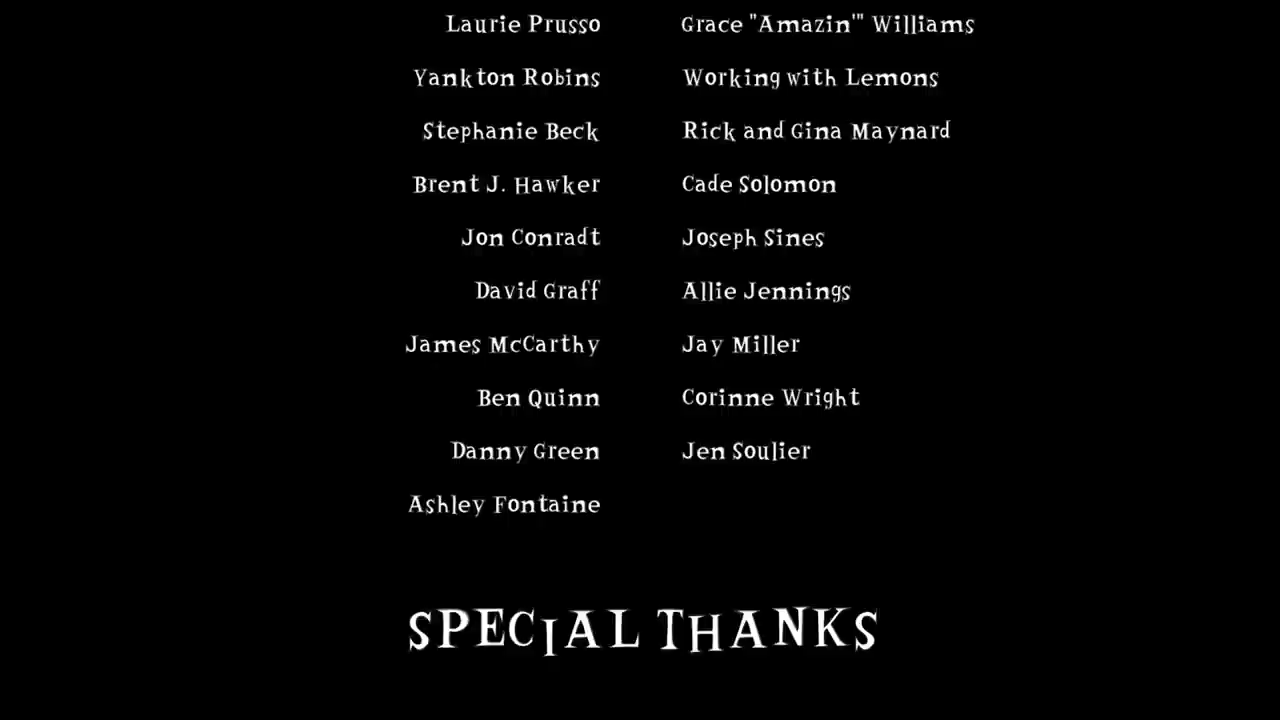 Laurie Prusso Grace "Amazin'" Williams
Yankton Robins Working with Lemons
Stephanie Beck Rick and Gina Maynard
Brent J. Hawker Cade Solomon
Jon Conradt Joseph Sines
David Graff Allie Jennings
James McCarthy Jay Miller
Ben Quinn Corinne Wright
Danny Green Jen Soulier
Ashley Fontaine
SPECIAL THANKS